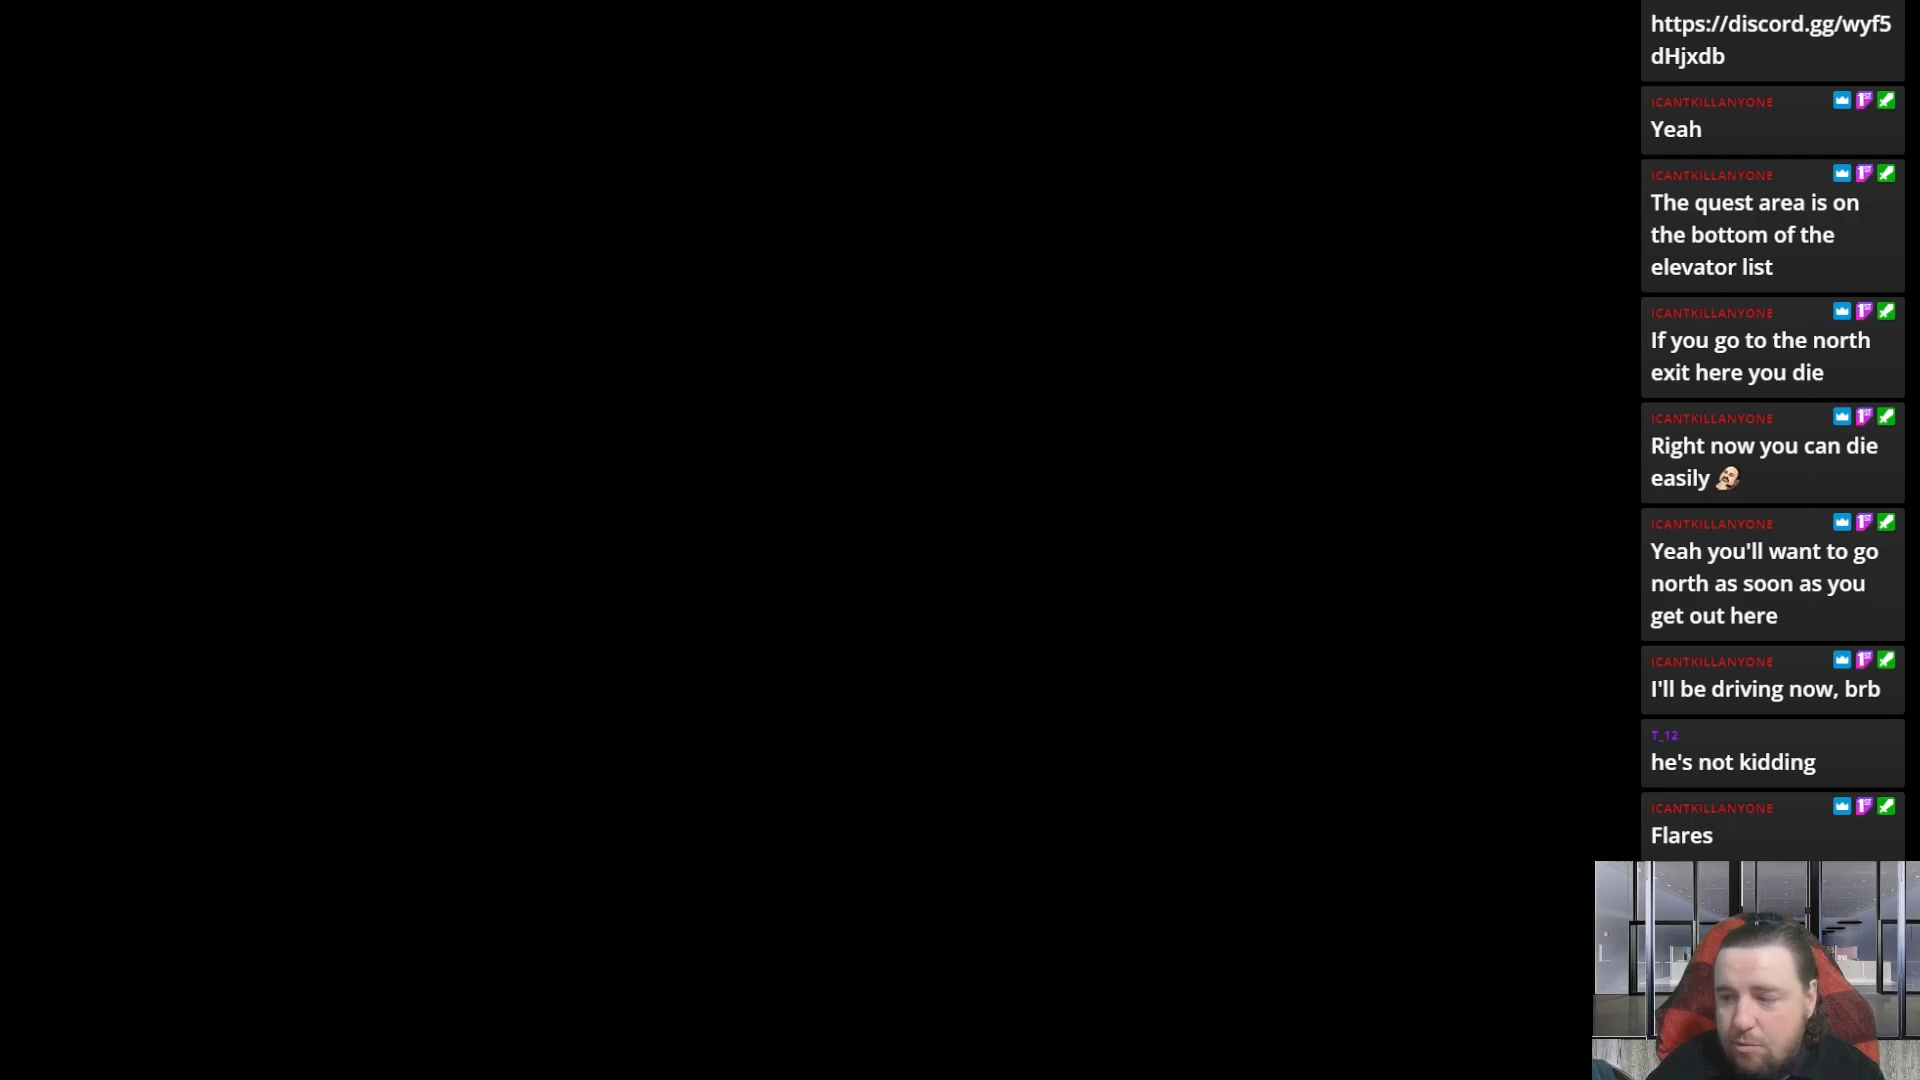 https://discord.gg/wyf5
dHjxdb
ICANTKILLANYONE
Yeah
ICANTKILLANYONE
The quest area is on
the bottom of the
elevator list
ICANTKILLANYONE
If you go to the north
exit here you die
ICANTKILLANYONE
Right now you can die
easily
ICANTKILLANYONE
Yeah you'll want to go
north as soon as you
get out here
ICANTKILLANYONE
I'll be driving now, brb
T_12
he's not kidding
ICANTKILLANYONE
Flares